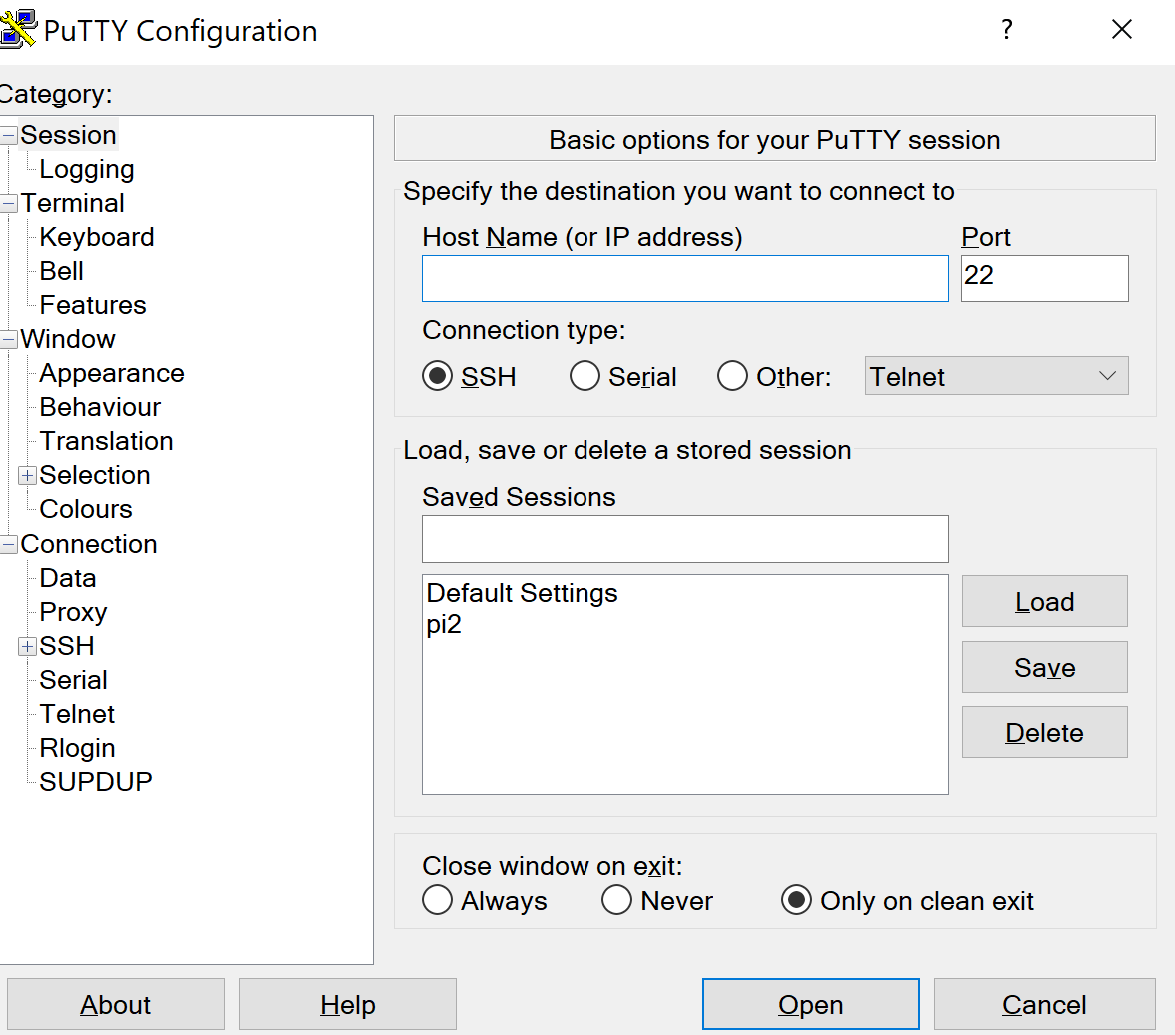 PuTTY Configuration
?
Category:
Session
Logging
Terminal
Keyboard
Bell
Features
Window
Appearance
Behaviour
Translation
Selection
Colours
Connection
Data
Proxy
SSH
Serial
Telnet
Rlogin
SUPDUP
Basic options for your PuTTY session
Specify the destination you want to connect to
Host Name (or IP address) Port
22
Connection type:
SSH Serial Other: Telnet
Load, save or delete a stored session
Saved Sessions
Default Settings
pi2
Load
Save
Delete
Close window on exit:
Always Never Only on clean exit
About Help Open Cancel